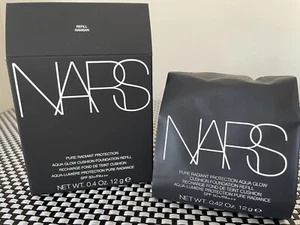 REFILL
NARS
PURE RADIANT PROTECTION
AQUA GLOW CUSHION FOUNDATION REFILL
RECHARGE FOND DE TEINT CUSHION
AQUA-LUMIÈRE PROTECTION PURE RADIANCE
NET WT. 0.4 Oz. 12 g ℮
NARS
PURE RADIANT PROTECTION AQUA GLOW
CUSHION FOUNDATION REFILL
RECHARGE FOND DE TEINT CUSHION
AQUA-LUMIÈRE PROTECTION PURE RADIANCE
NET WT. 0.42 Oz. 12 g ℮